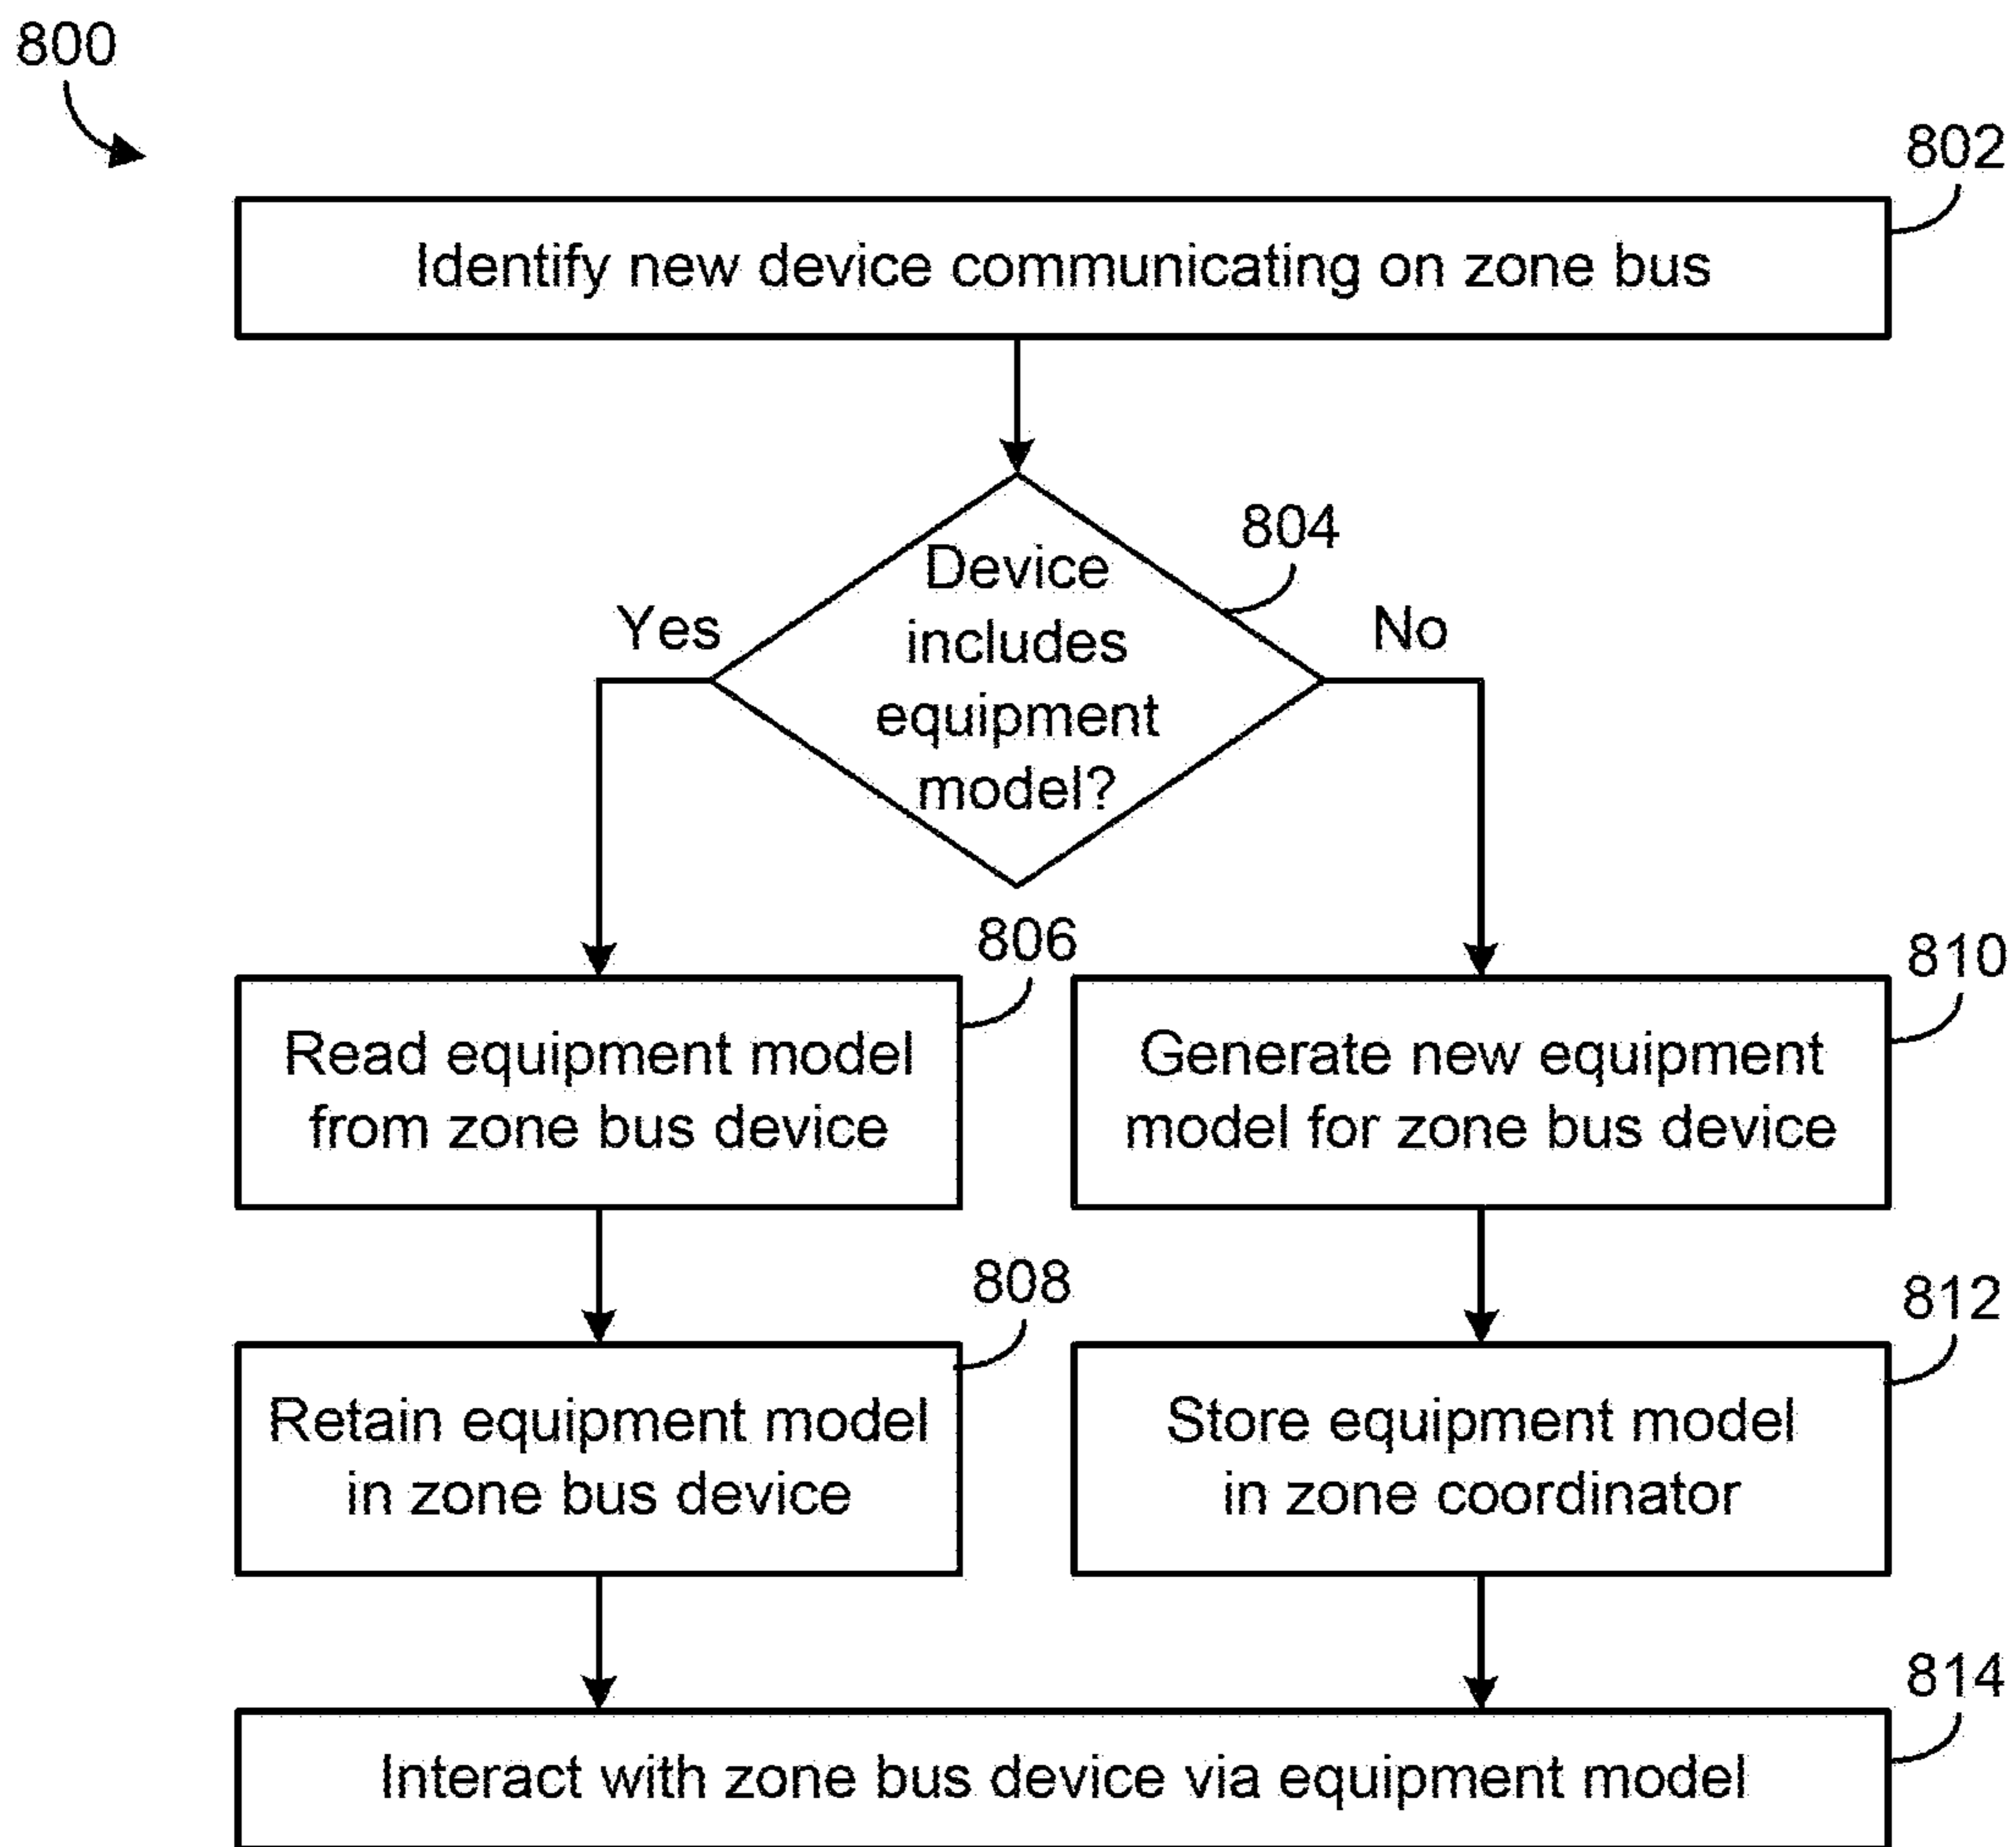 800
802
Identify new device communicating on zone bus
804
Device
includes
equipment
model?
Yes
No
806
810
Read equipment model
from zone bus device
Generate new equipment
model for zone bus device
808
812
Retain equipment model
in zone bus device
Store equipment model
in zone coordinator
814
Interact with zone bus device via equipment model